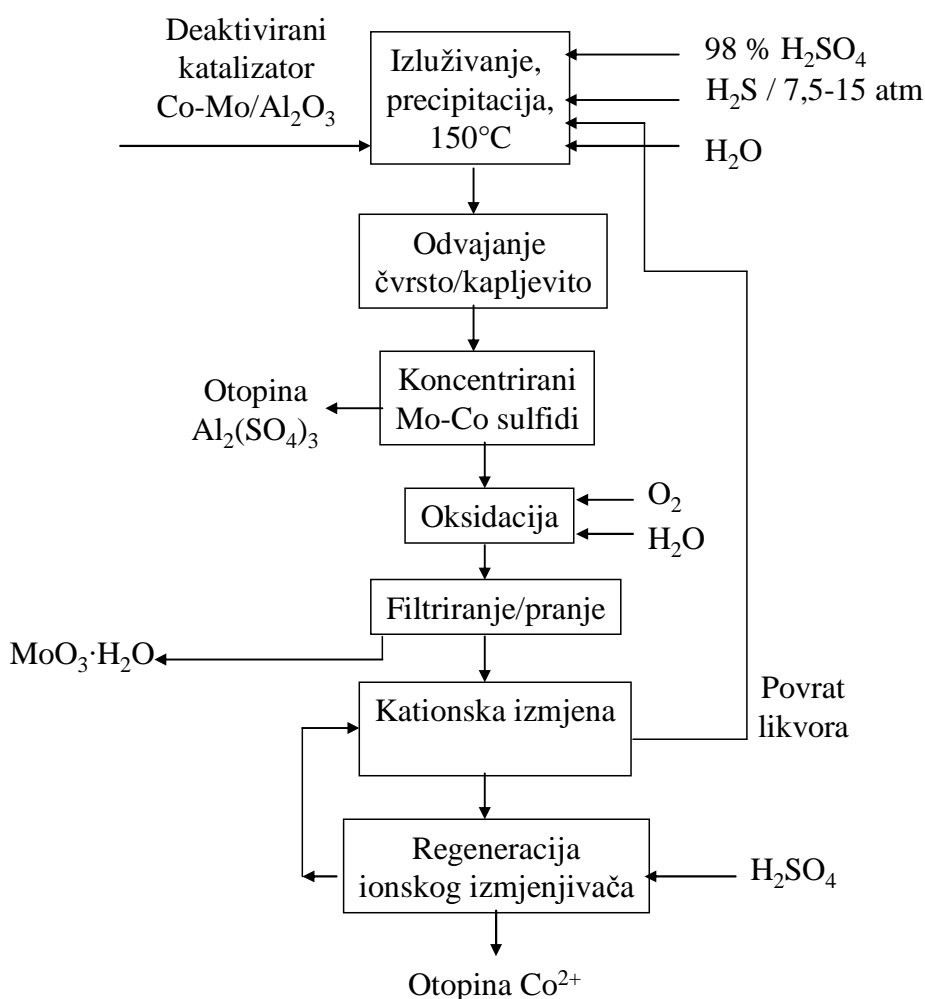 Deaktivirani
katalizator
Co-Mo/Al₂O₃
Izluživanje,
precipitacija,
150°C
98 % H₂SO₄
H₂S / 7,5-15 atm
H₂O
Odvajanje
čvrsto/kapljevito
Koncentrirani
Mo-Co sulfidi
Otopina
Al₂(SO₄)₃
Oksidacija
O₂
H₂O
Filtriranje/pranje
MoO₃·H₂O
Kationska izmjena
Povrat
likvora
Regeneracija
ionskog izmjenjivača
H₂SO₄
Otopina Co²⁺